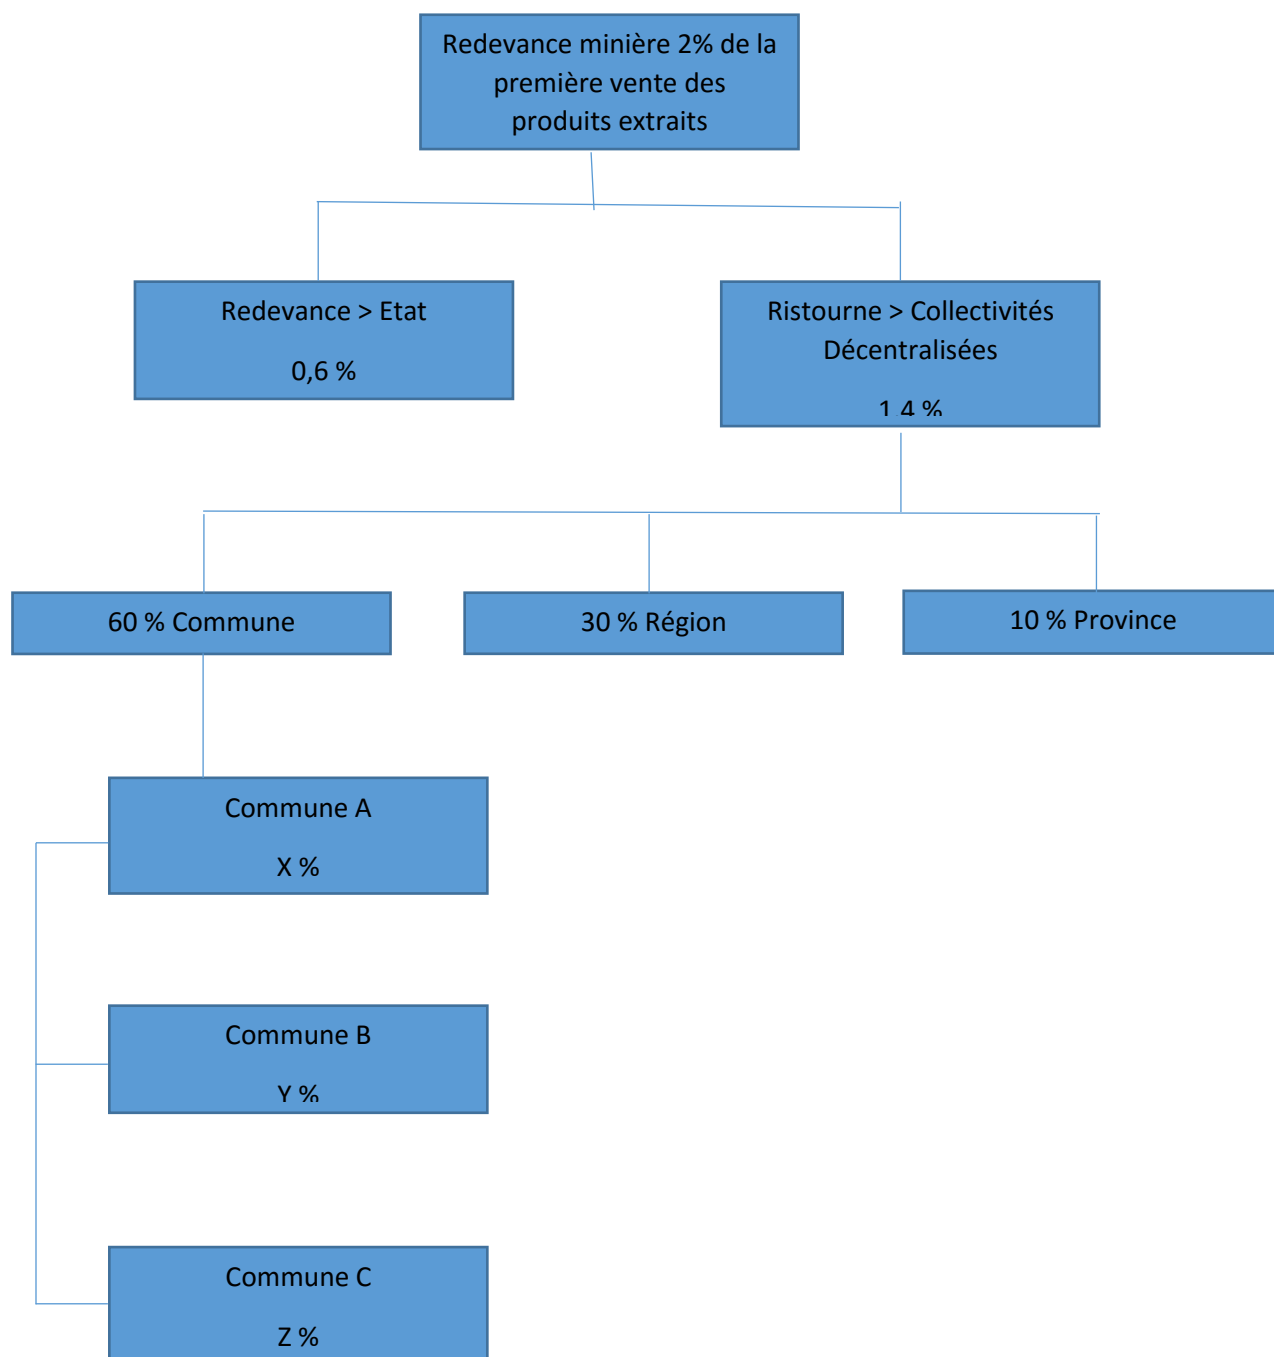 Redevance minière 2% de la
première vente des
produits extraits
Redevance > Etat
0,6 %
Ristourne > Collectivités
Décentralisées
1,4 %
60 % Commune
30 % Région
10 % Province
Commune A
X %
Commune B
Y %
Commune C
Z %